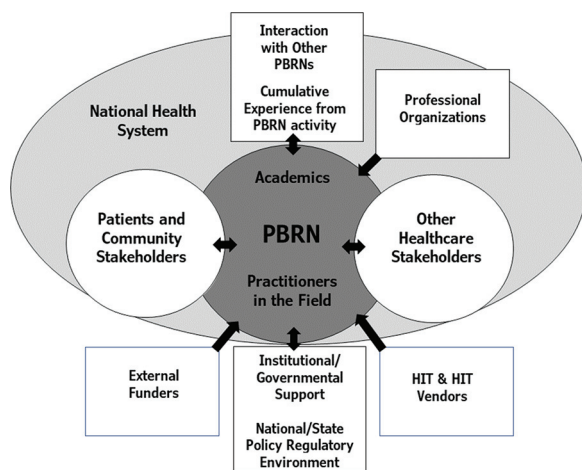 Interaction
with Other
PBRNs
Cumulative
Experience from
PBRN activity
National Health
System
Professional
Organizations
Academics
Patients and
Community
Stakeholders
PBRN
Other
Healthcare
Stakeholders
Practitioners
in the Field
External
Funders
Institutional/
Governmental
Support
National/State
Policy Regulatory
Environment
HIT & HIT
Vendors